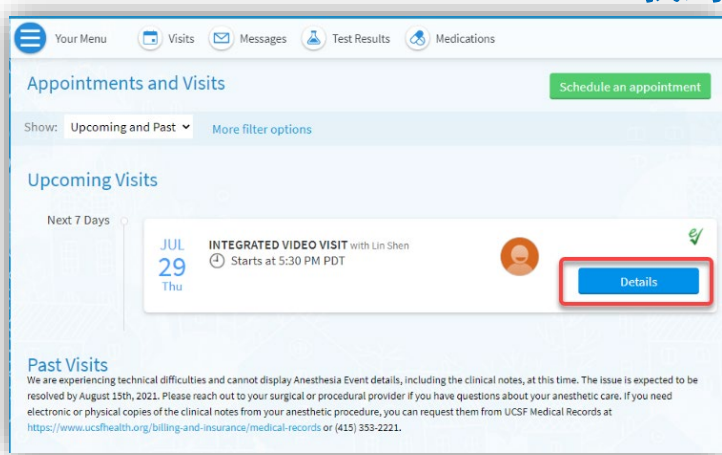 Your Menu
Visits
Messages
Test Results
Medications
Appointments and Visits
Schedule an appointment
Show: Upcoming and Past
More filter options
Upcoming Visits
Next 7 Days
JUL
29
Thu
INTEGRATED VIDEO VISIT with Lin Shen
Starts at 5:30 PM PDT
Details
Past Visits
We are experiencing technical difficulties and cannot display Anesthesia Event details, including the clinical notes, at this time. The issue is expected to be
resolved by August 15th, 2021. Please reach out to your surgical or procedural provider if you have questions about your anesthetic care. If you need
electronic or physical copies of the clinical notes from your anesthetic procedure, you can request them from UCSF Medical Records at
https://www.ucsfhealth.org/billing-and-insurance/medical-records or (415) 353-2221.